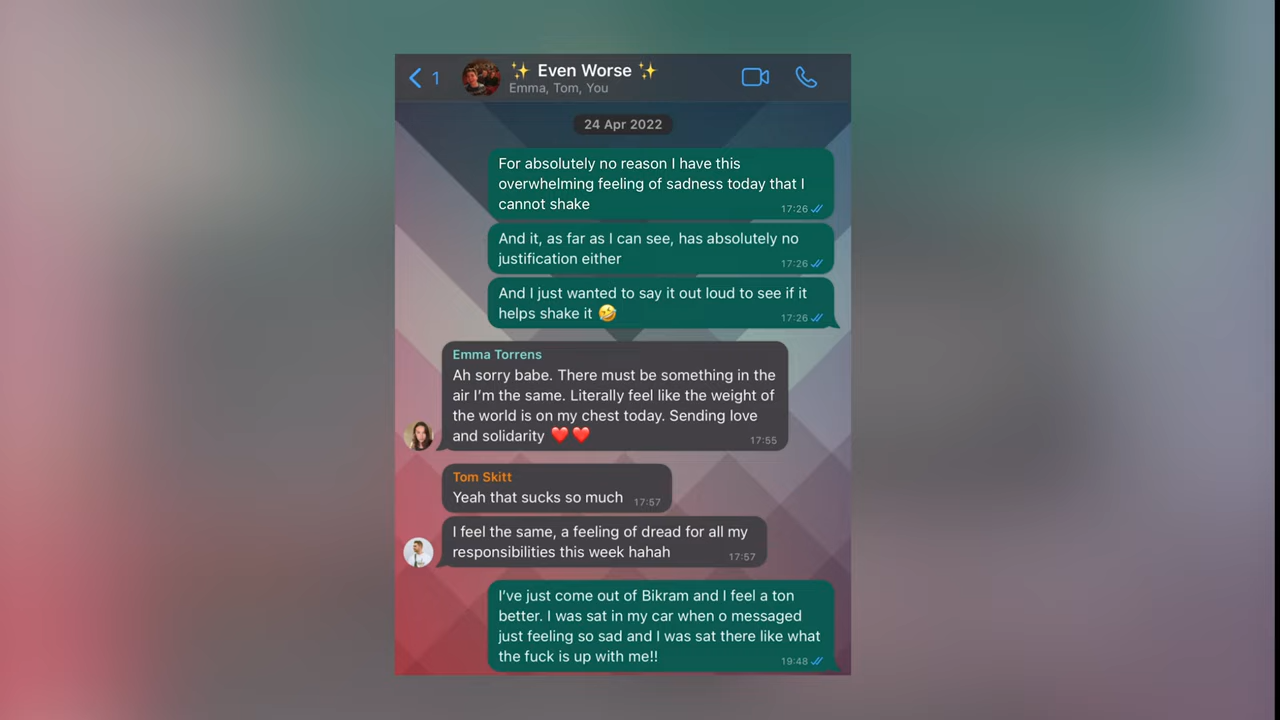 1
✨ Even Worse ✨
Emma, Tom, You
24 Apr 2022
For absolutely no reason I have this
overwhelming feeling of sadness today that I
cannot shake
17:26
And it, as far as I can see, has absolutely no
justification either
17:26
And I just wanted to say it out loud to see if it
helps shake it 🤣
17:26
Emma Torrens
Ah sorry babe. There must be something in the
air I'm the same. Literally feel like the weight of
the world is on my chest today. Sending love
and solidarity ❤️❤️
17:55
Tom Skitt
Yeah that sucks so much 17:57
I feel the same, a feeling of dread for all my
responsibilities this week hahah
17:57
I've just come out of Bikram and I feel a ton
better. I was sat in my car when o messaged
just feeling so sad and I was sat there like what
the fuck is up with me!!
19:48